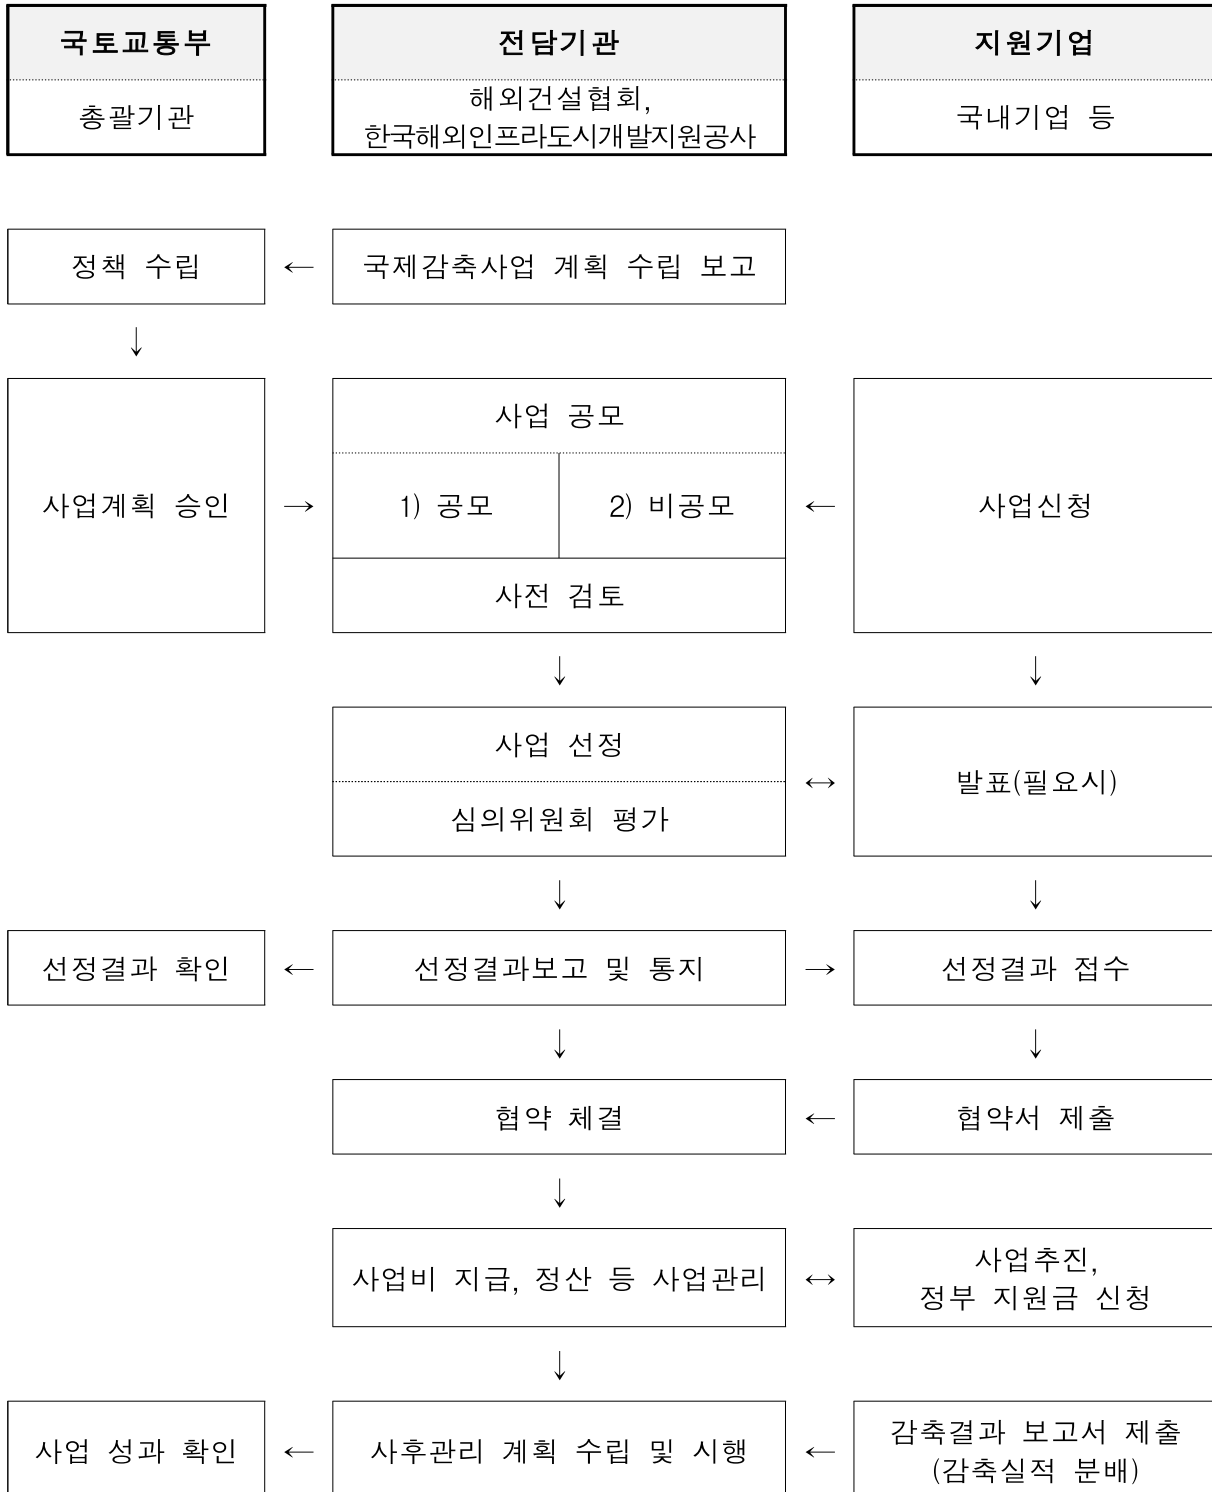 국토교통부
전담기관
지원기업
총괄기관
해외건설협회,
한국해외인프라도시개발지원공사
국내기업 등
정책 수립
←
국제감축사업 계획 수립 보고
↓
사업계획 승인
→
사업 공모
1) 공모
2) 비공모
사전 검토
←
사업신청
↓
↓
사업 선정
심의위원회 평가
↔
발표(필요시)
↓
↓
선정결과 확인
←
선정결과보고 및 통지
→
선정결과 접수
↓
↓
협약 체결
←
협약서 제출
↓
사업비 지급, 정산 등 사업관리
↔
사업추진,
정부 지원금 신청
↓
사업 성과 확인
←
사후관리 계획 수립 및 시행
←
감축결과 보고서 제출
(감축실적 분배)